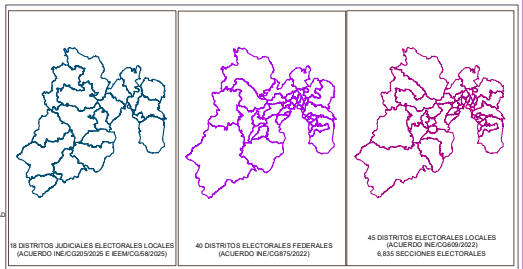 18 DISTRITOS JUDICIALES ELECTORALES LOCALES
(ACUERDO INE/CG205/2025 E IEEM/CG/58/2025)
40 DISTRITOS ELECTORALES FEDERALES
(ACUERDO INE/CG875/2022)
45 DISTRITOS ELECTORALES LOCALES
(ACUERDO INE/CG609/2022)
6,835 SECCIONES ELECTORALES